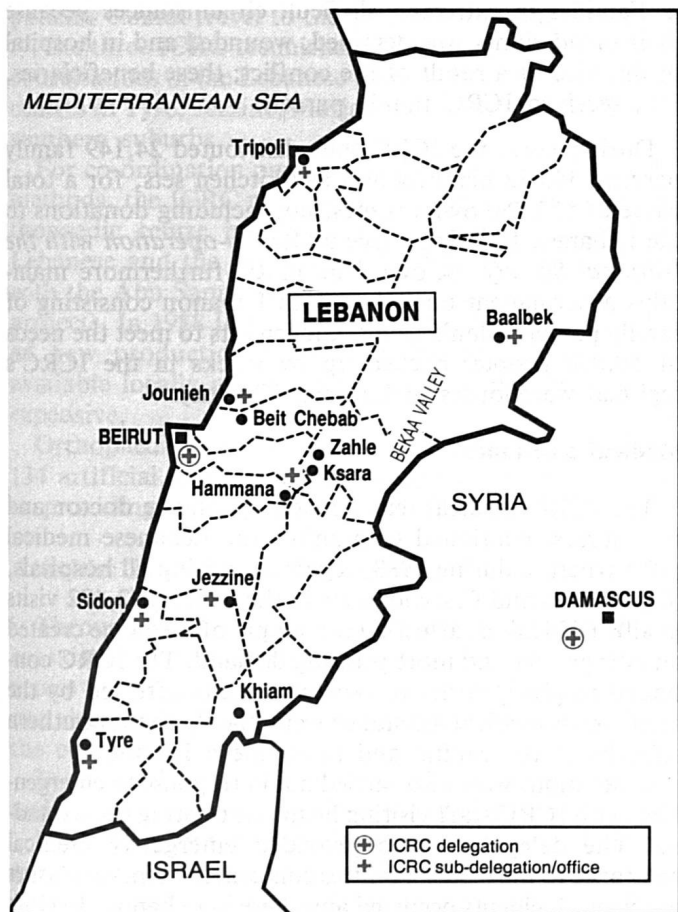 MEDITERRANEAN SEA
Tripoli
LEBANON
Baalbek
Jounieh
Beit Chebab
BEKAA VALLEY
BEIRUT
Zahle
Ksara
Hammana
SYRIA
Jezzine
Sidon
DAMASCUS
Khiam
Tyre
ISRAEL
ICRC delegation
ICRC sub-delegation/office